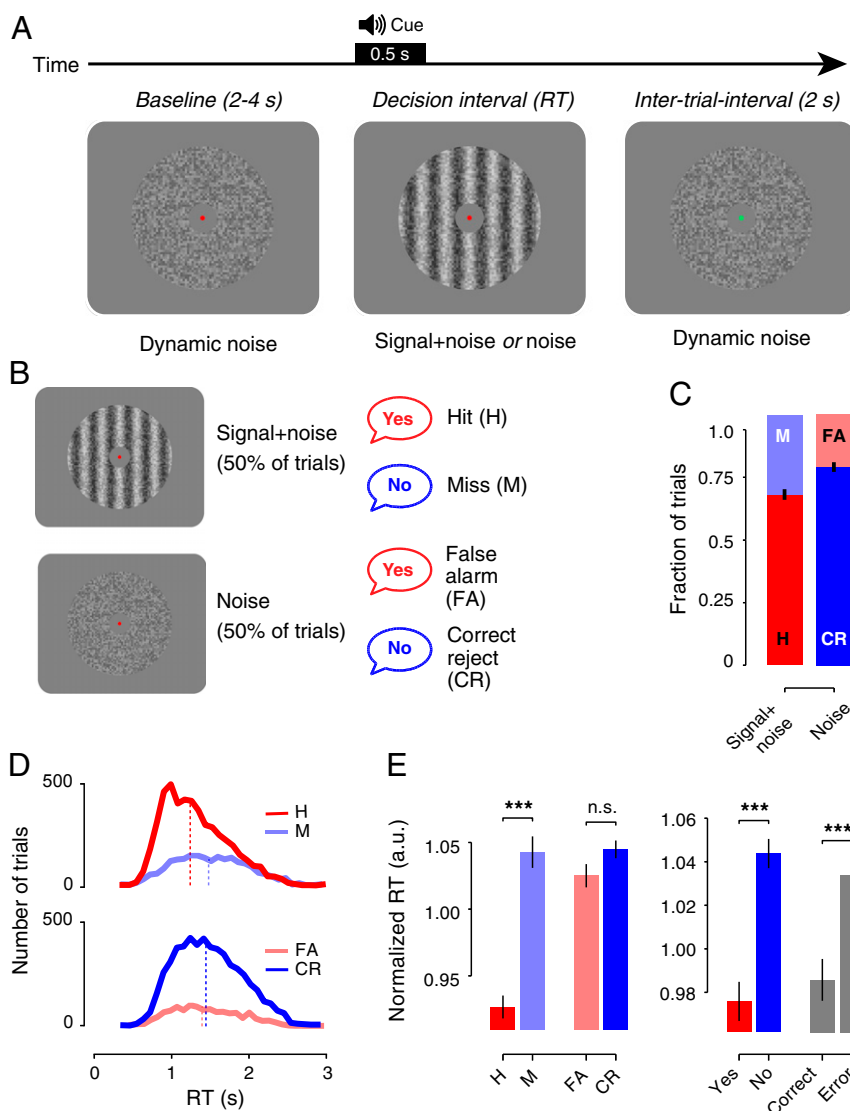 A
Cue
0.5 s
Time
Baseline (2-4 s)
Decision interval (RT)
Inter-trial-interval (2 s)
Dynamic noise
Signal+noise or noise
Dynamic noise
B
Signal+noise
(50% of trials)
Yes
Hit (H)
No
Miss (M)
Noise
(50% of trials)
Yes
False
alarm
(FA)
No
Correct
reject
(CR)
C
Fraction of trials
1.0
0.75
0.5
0.25
0
M
FA
H
CR
Signal+
noise
Noise
D
Number of trials
500
0
H
M
500
0
FA
CR
0
1
2
3
RT (s)
E
Normalized RT (a.u.)
1.05
1.00
0.95
***
n.s.
H
M
FA
CR
1.06
1.04
1.02
1.00
0.98
***
***
Yes
No
Correct
Error